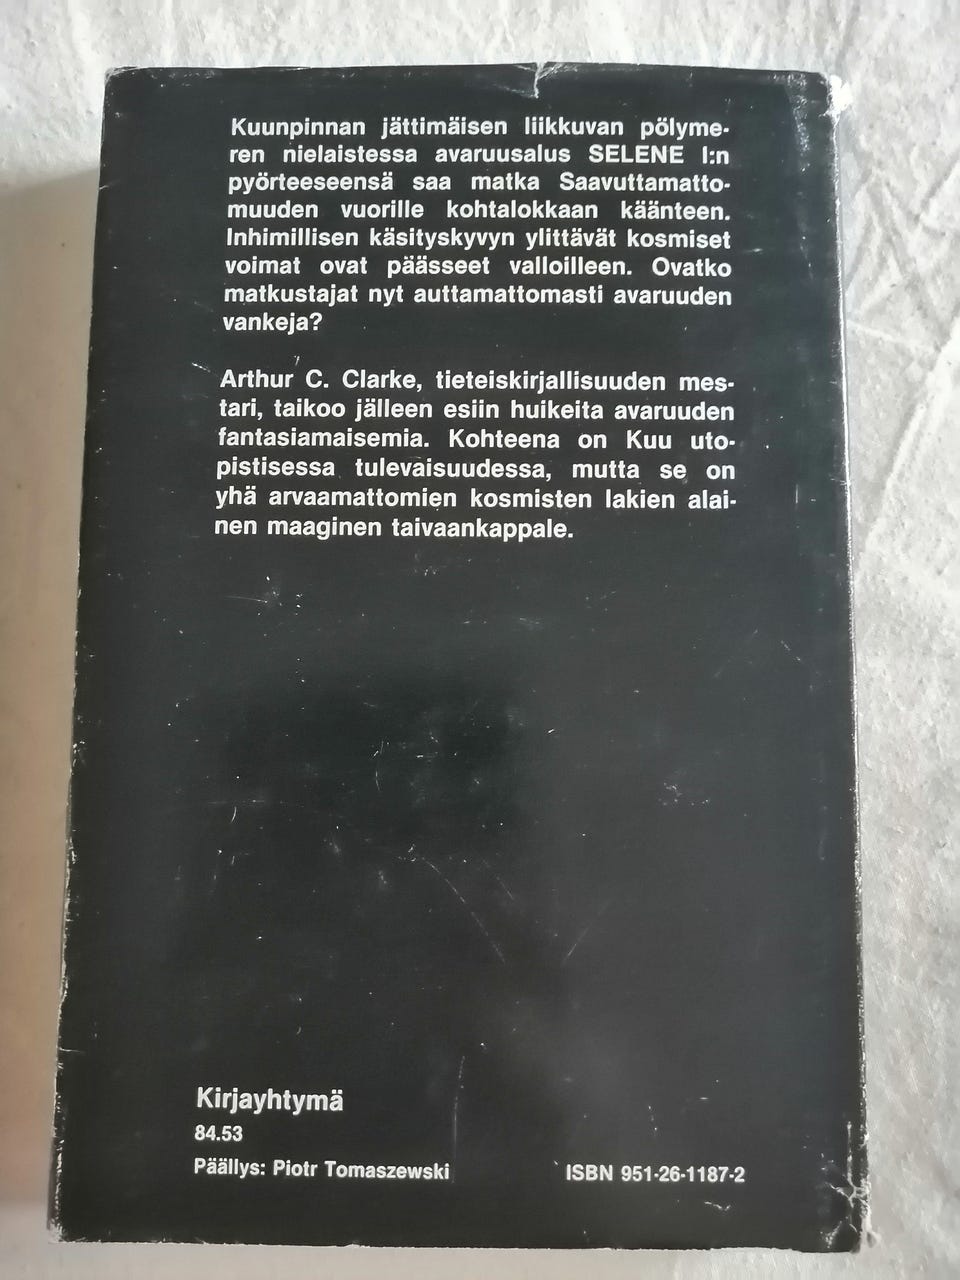 Kuunpinnan jättimäisen liikkuvan pölyme-
ren nielaistessa avaruusalus SELENE I:n
pyörteeseensä saa matka Saavuttamatto-
muuden vuorille kohtalokkaan käänteen.
Inhimillisen käsityskyvyn ylittävät kosmiset
voimat ovat päässeet valloilleen. Ovatko
matkustajat nyt auttamattomasti avaruuden
vankeja?
Arthur C. Clarke, tieteiskirjallisuuden mes-
tari, taikoo jälleen esiin huikeita avaruuden
fantasiamaisemia. Kohteena on Kuu uto-
pistisessa tulevaisuudessa, mutta se on
yhä arvaamattomien kosmisten lakien alai-
nen maaginen taivaankappale.
Kirjayhtymä
84.53
Päällys: Piotr Tomaszewski
ISBN 951-26-1187-2